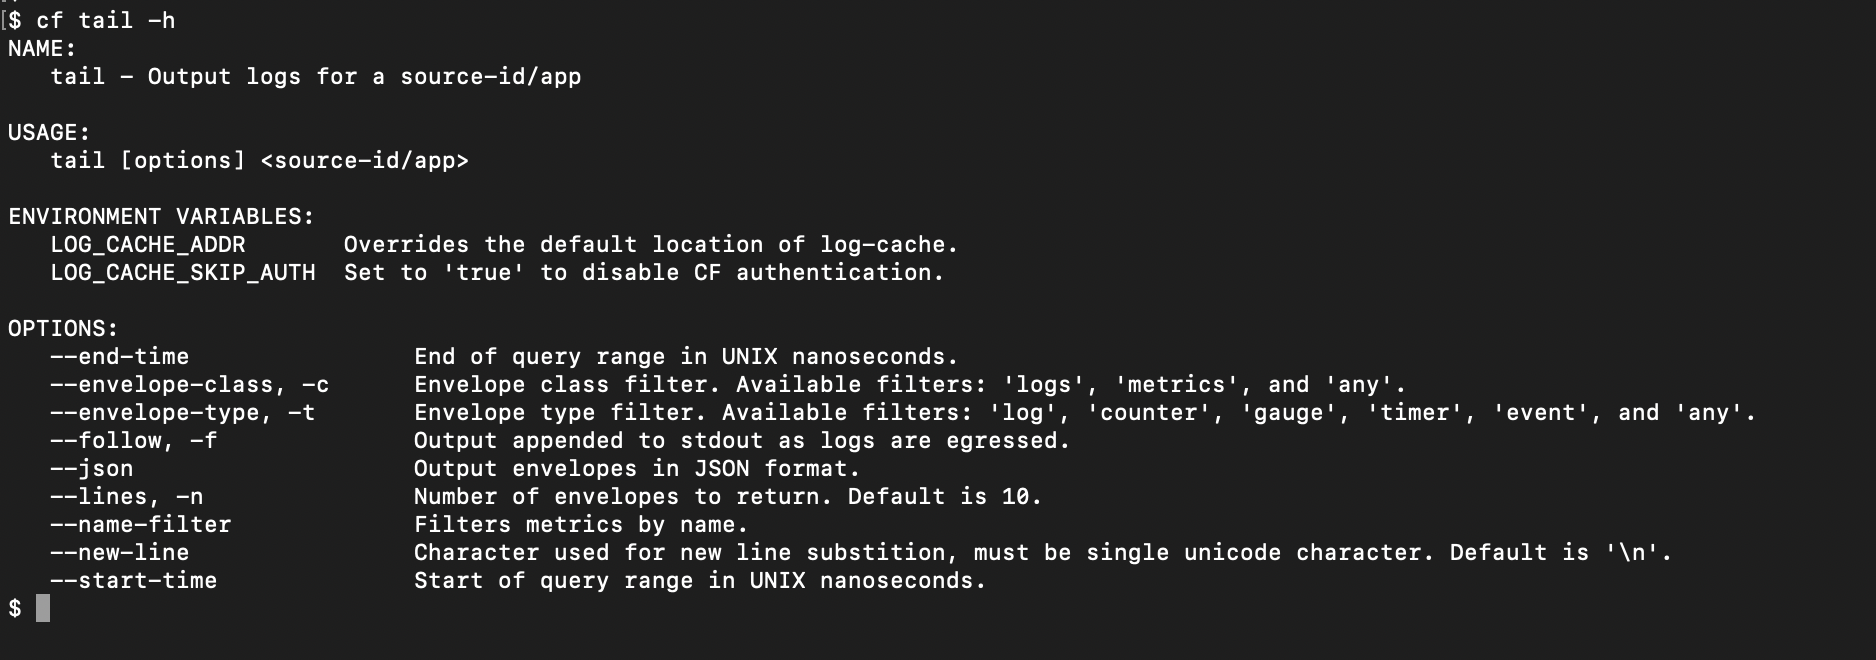 [$ cf tail -h
NAME:
   tail - Output logs for a source-id/app

USAGE:
   tail [options] <source-id/app>

ENVIRONMENT VARIABLES:
   LOG_CACHE_ADDR       Overrides the default location of log-cache.
   LOG_CACHE_SKIP_AUTH  Set to 'true' to disable CF authentication.

OPTIONS:
   --end-time                End of query range in UNIX nanoseconds.
   --envelope-class, -c      Envelope class filter. Available filters: 'logs', 'metrics', and 'any'.
   --envelope-type, -t       Envelope type filter. Available filters: 'log', 'counter', 'gauge', 'timer', 'event', and 'any'.
   --follow, -f              Output appended to stdout as logs are egressed.
   --json                    Output envelopes in JSON format.
   --lines, -n               Number of envelopes to return. Default is 10.
   --name-filter             Filters metrics by name.
   --new-line                Character used for new line substition, must be single unicode character. Default is '\n'.
   --start-time              Start of query range in UNIX nanoseconds.
$